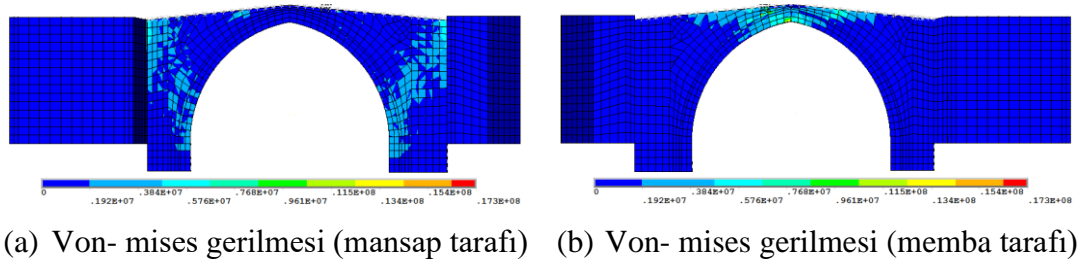 0 .384E+07 .768E+07 .115E+08 .154E+08
.192E+07 .576E+07 .961E+07 .134E+08 .173E+08
0 .384E+07 .768E+07 .115E+08 .154E+08
.192E+07 .576E+07 .961E+07 .134E+08 .173E+08
(a) Von- mises gerilmesi (mansap tarafı)
(b) Von- mises gerilmesi (memba tarafı)